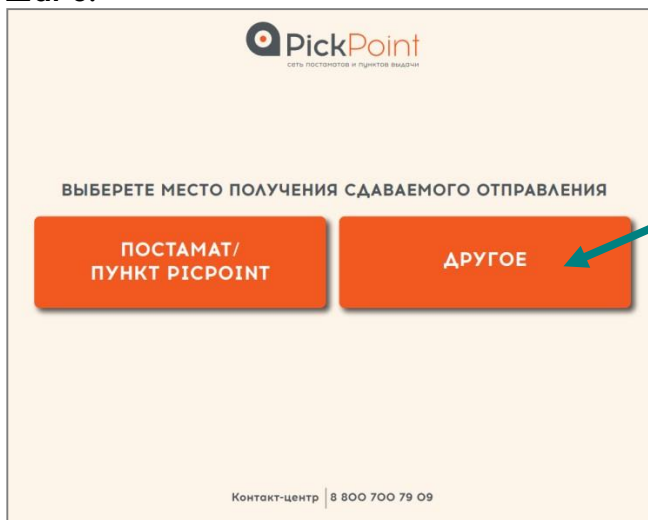 PickPoint
сеть постаматов и пунктов выдачи
ВЫБЕРЕТЕ МЕСТО ПОЛУЧЕНИЯ СДАВАЕМОГО ОТПРАВЛЕНИЯ
ПОСТАМАТ/
ПУНКТ PICPOINT
ДРУГОЕ
Контакт-центр 8 800 700 79 09